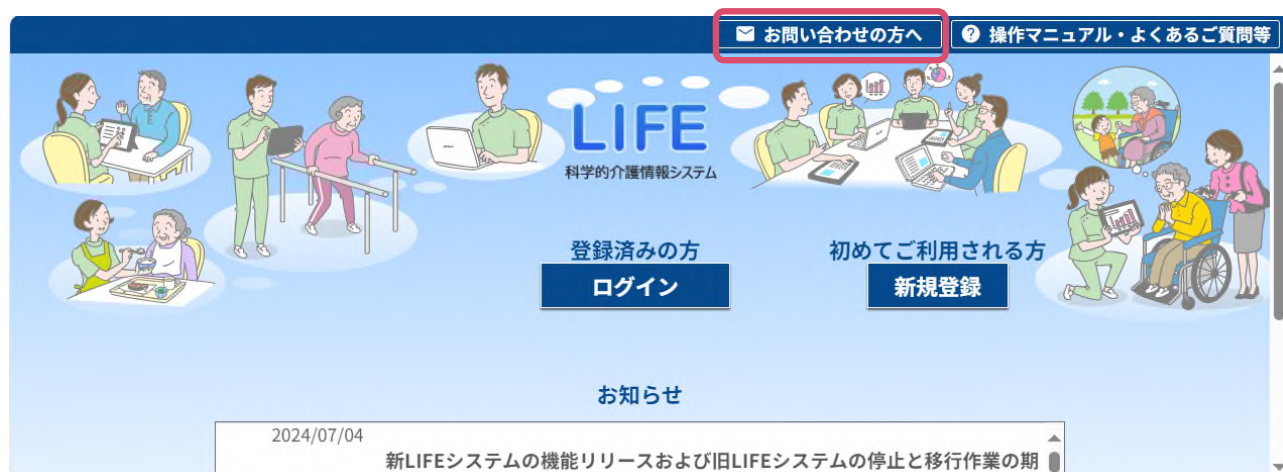 お問い合わせの方へ
操作マニュアル・よくあるご質問等
LIFE
科学的介護情報システム
登録済みの方
初めてご利用される方
ログイン
新規登録
お知らせ
2024/07/04
新LIFEシステムの機能リリースおよび旧LIFEシステムの停止と移行作業の期